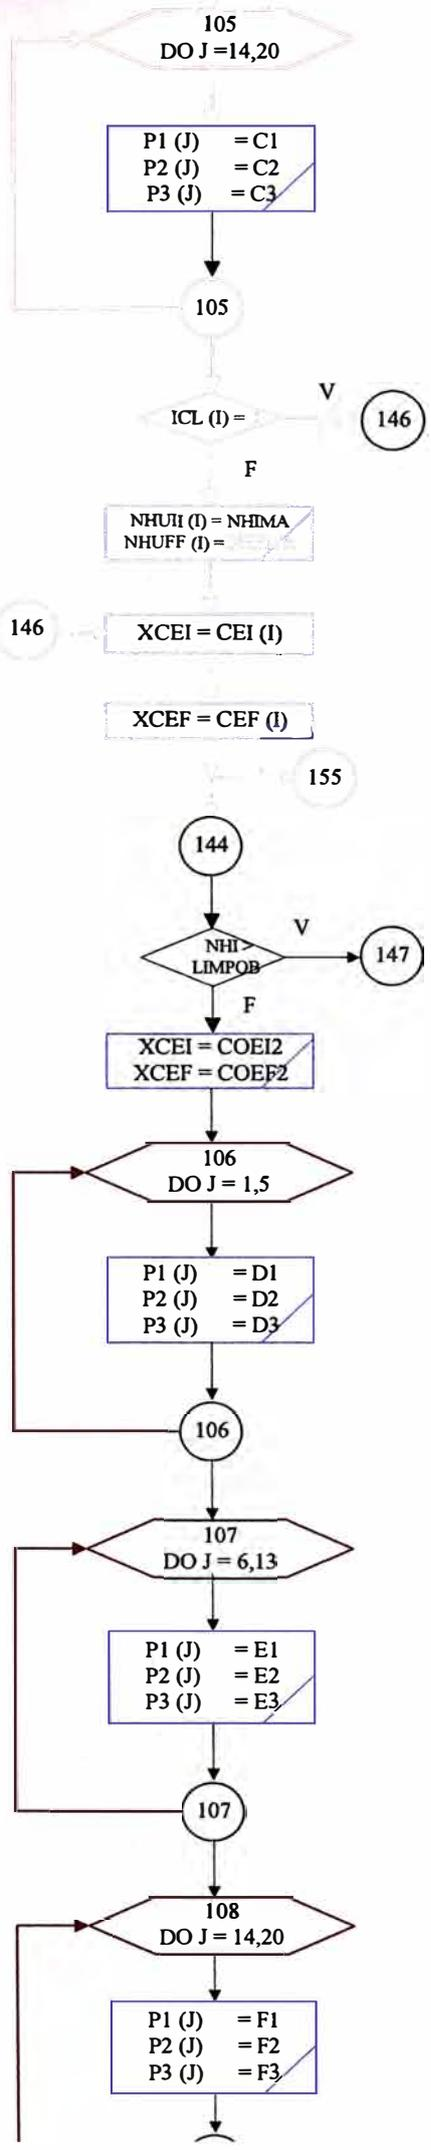 105
DO J =14,20
P1 (J) = C1
P2 (J) = C2
P3 (J) = C3
105
ICL (I) =
V
146
F
NHUII (I) = NHIMA
NHUFF (I) =
146
XCEI = CEI (I)
XCEF = CEF (I)
155
144
NHI >
LIMPOB
V
147
F
XCEI = COEI2
XCEF = COEF2
106
DO J = 1,5
P1 (J) = D1
P2 (J) = D2
P3 (J) = D3
106
107
DO J = 6,13
P1 (J) = E1
P2 (J) = E2
P3 (J) = E3
107
108
DO J = 14,20
P1 (J) = F1
P2 (J) = F2
P3 (J) = F3